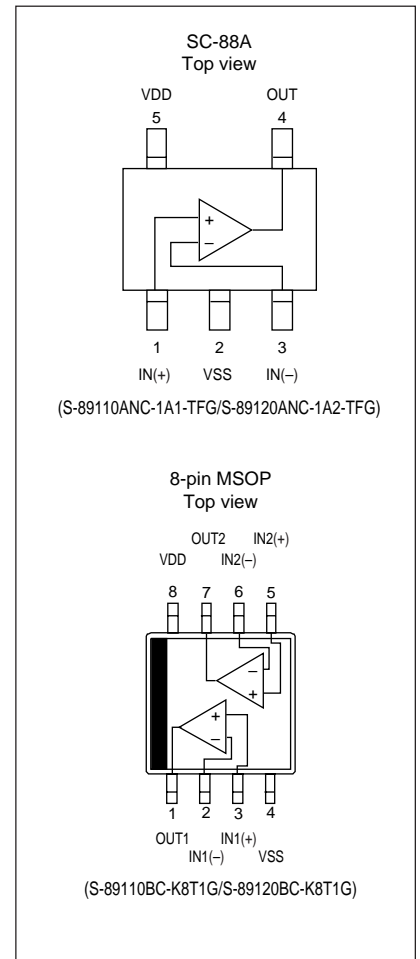 SC-88A
Top view
VDD OUT
5 4
+
−
1 2 3
IN(+) VSS IN(−)
(S-89110ANC-1A1-TFG/S-89120ANC-1A2-TFG)
8-pin MSOP
Top view
OUT2 IN2(+)
VDD IN2(−)
8 7 6 5
−
+
+
−
1 2 3 4
OUT1 IN1(+)
IN1(−) VSS
(S-89110BC-K8T1G/S-89120BC-K8T1G)